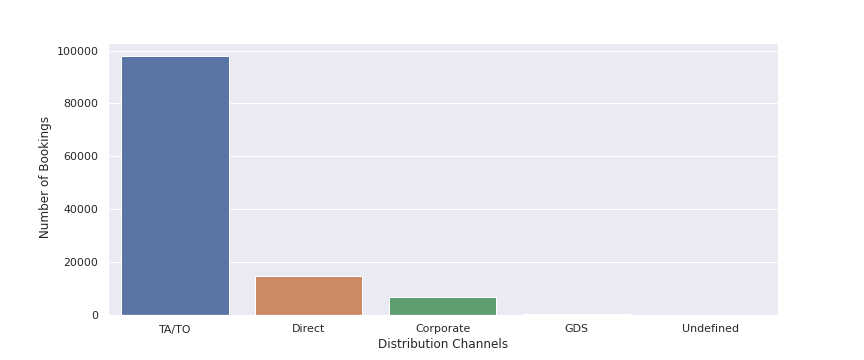 100000
80000
60000
40000
20000
0
Number of Bookings
TA/TO Direct Corporate GDS Undefined
Distribution Channels